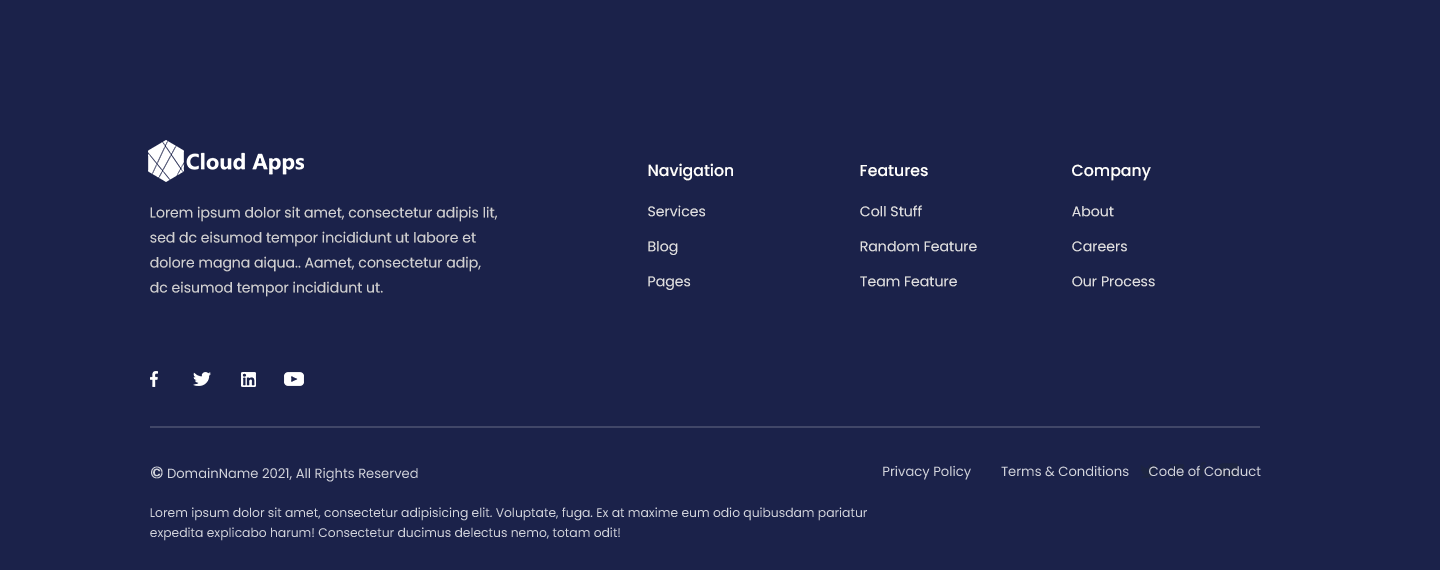 Cloud Apps
Lorem ipsum dolor sit amet, consectetur adipis lit,
sed dc eisumod tempor incididunt ut labore et
dolore magna aiqua.. Aamet, consectetur adip,
dc eisumod tempor incididunt ut.
Navigation
Services
Blog
Pages
Features
Coll Stuff
Random Feature
Team Feature
Company
About
Careers
Our Process
© DomainName 2021, All Rights Reserved
Privacy Policy
Terms & Conditions
Code of Conduct
Lorem ipsum dolor sit amet, consectetur adipisicing elit. Voluptate, fuga. Ex at maxime eum odio quibusdam pariatur
expedita explicabo harum! Consectetur ducimus delectus nemo, totam odit!